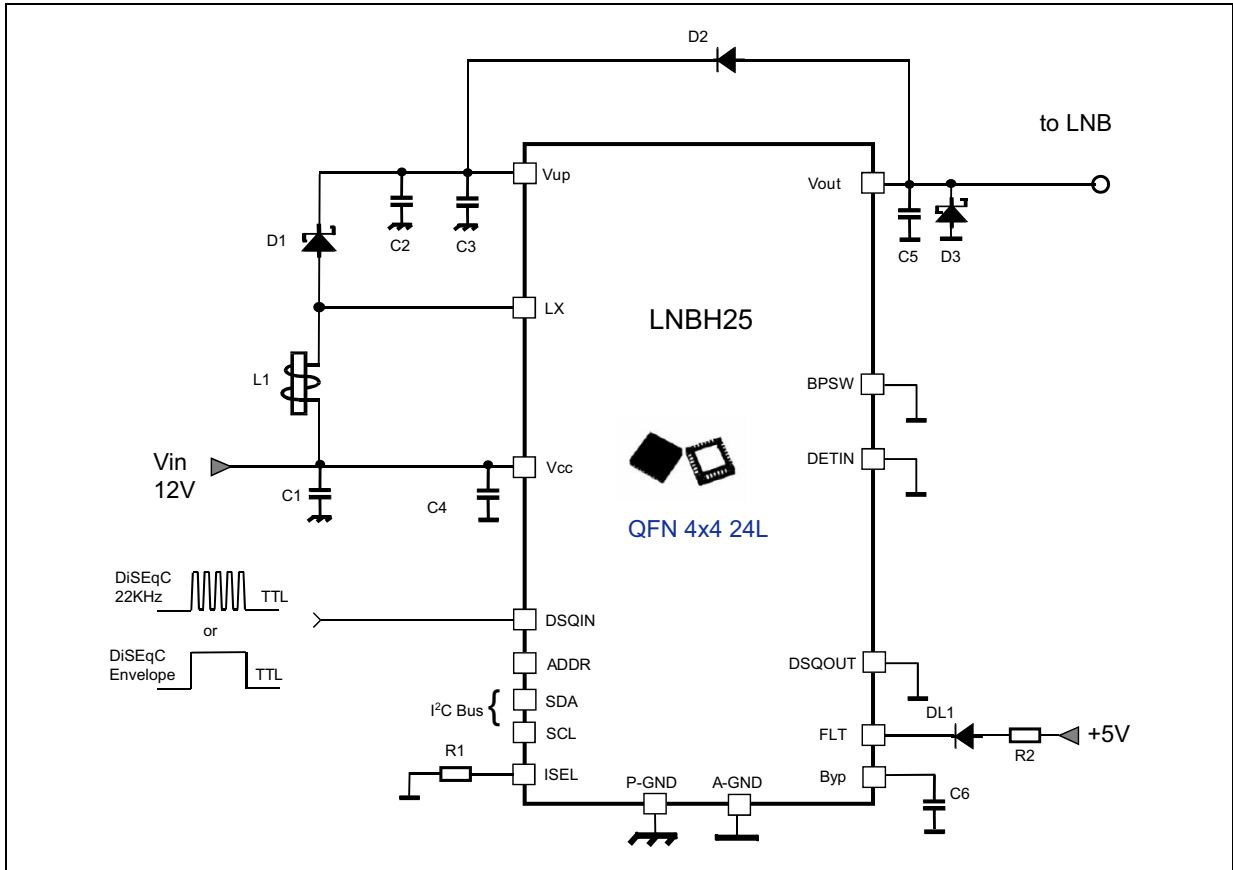 D2
to LNB
Vup
Vout
D1
C2
C3
C5
D3
LX
LNBH25
L1
BPSW
Vin
12V
Vcc
DETIN
C1
C4
QFN 4x4 24L
DiSEqC
22KHz
TTL
or
DSQIN
DiSEqC
Envelope
TTL
ADDR
DSQOUT
I²C Bus {
SDA
SCL
DL1
FLT
+5V
R2
R1
ISEL
P-GND
A-GND
Byp
C6